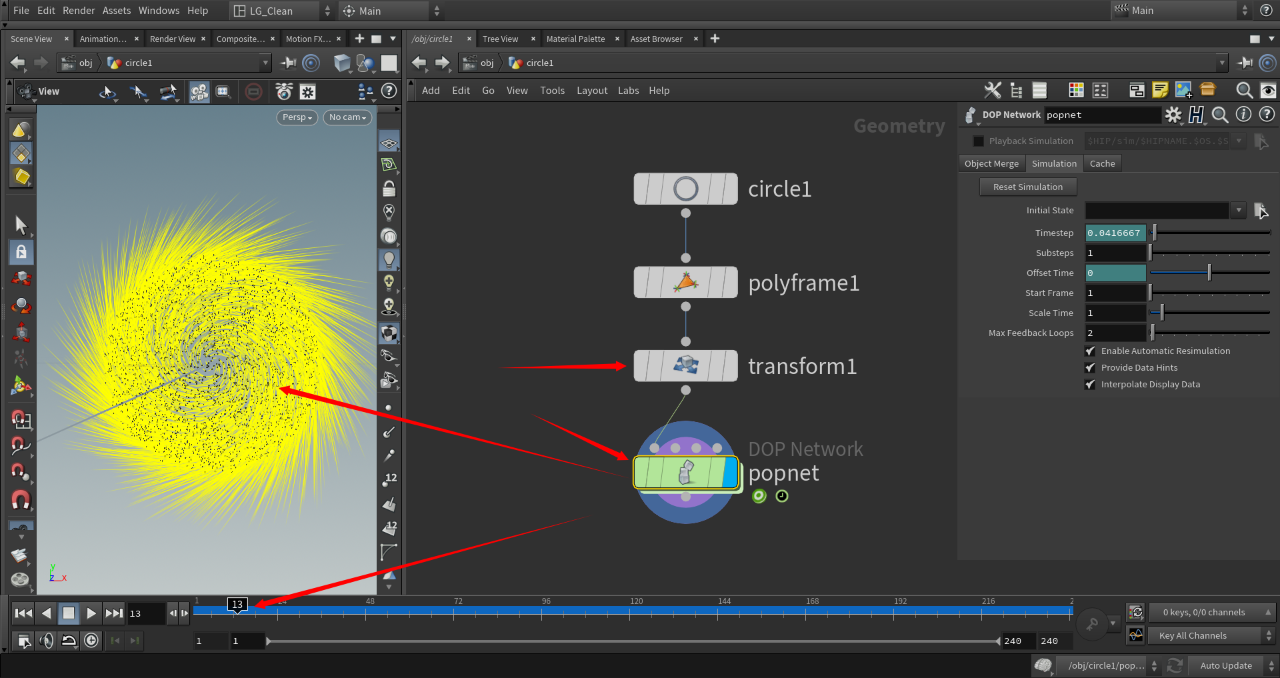 File Edit Render Assets Windows Help LG_Clean Main Main
Scene View Animation... Render View Composite... Motion FX...
/obj/circle1 Tree View Material Palette Asset Browser
obj circle1
obj circle1
View
Add Edit Go View Tools Layout Labs Help
Persp No cam
Geometry
circle1
polyframe1
transform1
DOP Network
popnet
DOP Network popnet
Playback Simulation $HIP/sim/$HIPNAME.$OS.$S
Object Merge Simulation Cache
Reset Simulation
Initial State
Timestep 0.0416667
Substeps 1
Offset Time 0
Start Frame 1
Scale Time 1
Max Feedback Loops 2
Enable Automatic Resimulation
Provide Data Hints
Interpolate Display Data
12
12
y
z x
13 1 13 24 48 72 96 120 144 168 192 216 2
0 keys, 0/0 channels
1 1 240 240
Key All Channels
/obj/circle1/pop... Auto Update